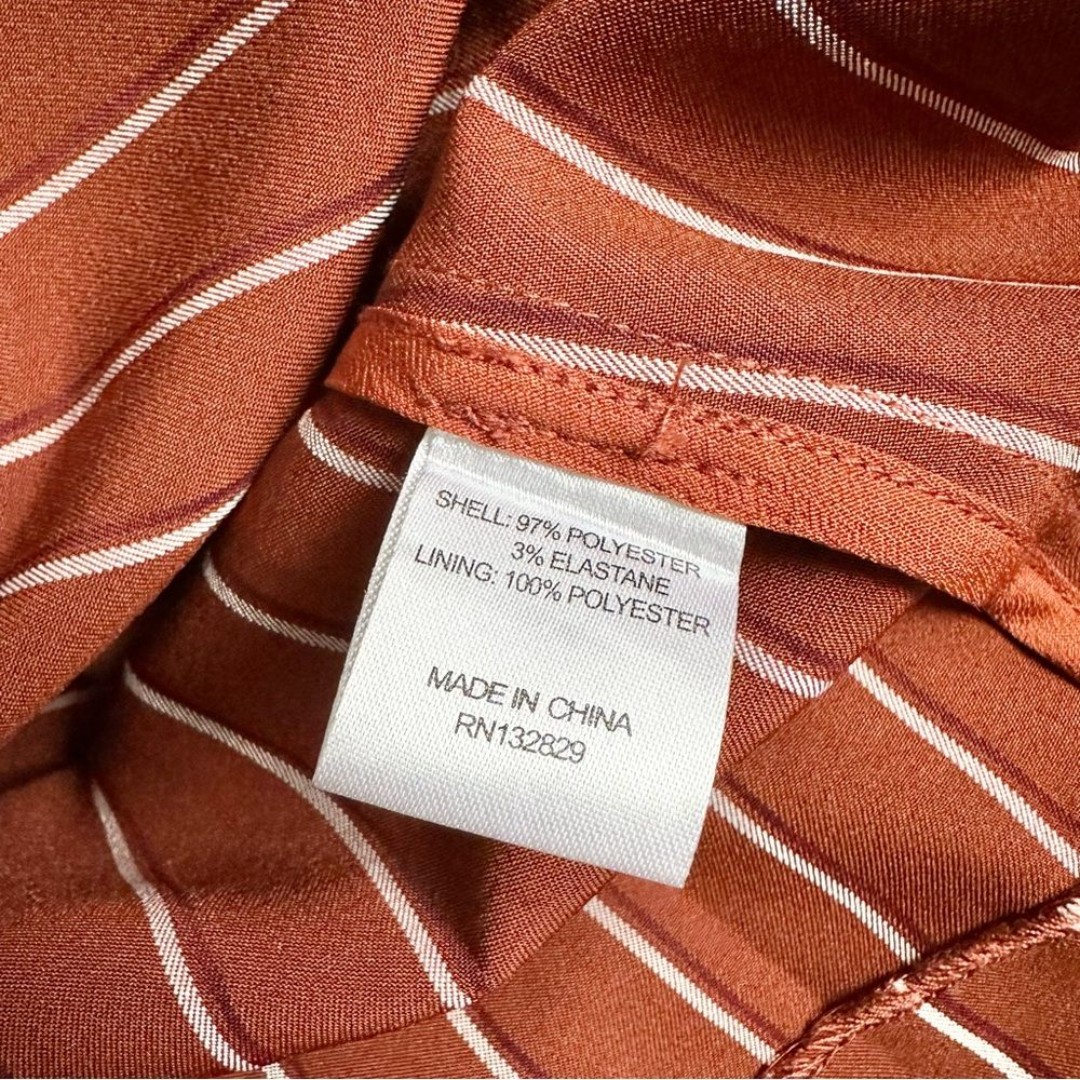 SHELL: 97% POLYESTER
3% ELASTANE
LINING: 100% POLYESTER
MADE IN CHINA
RN132829